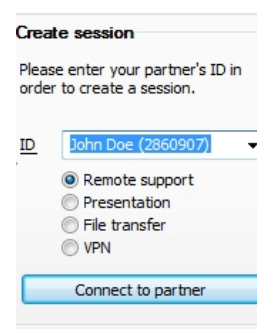 Create session
Please enter your partner's ID in
order to create a session.
ID John Doe (2860907)
Remote support
Presentation
File transfer
VPN
Connect to partner